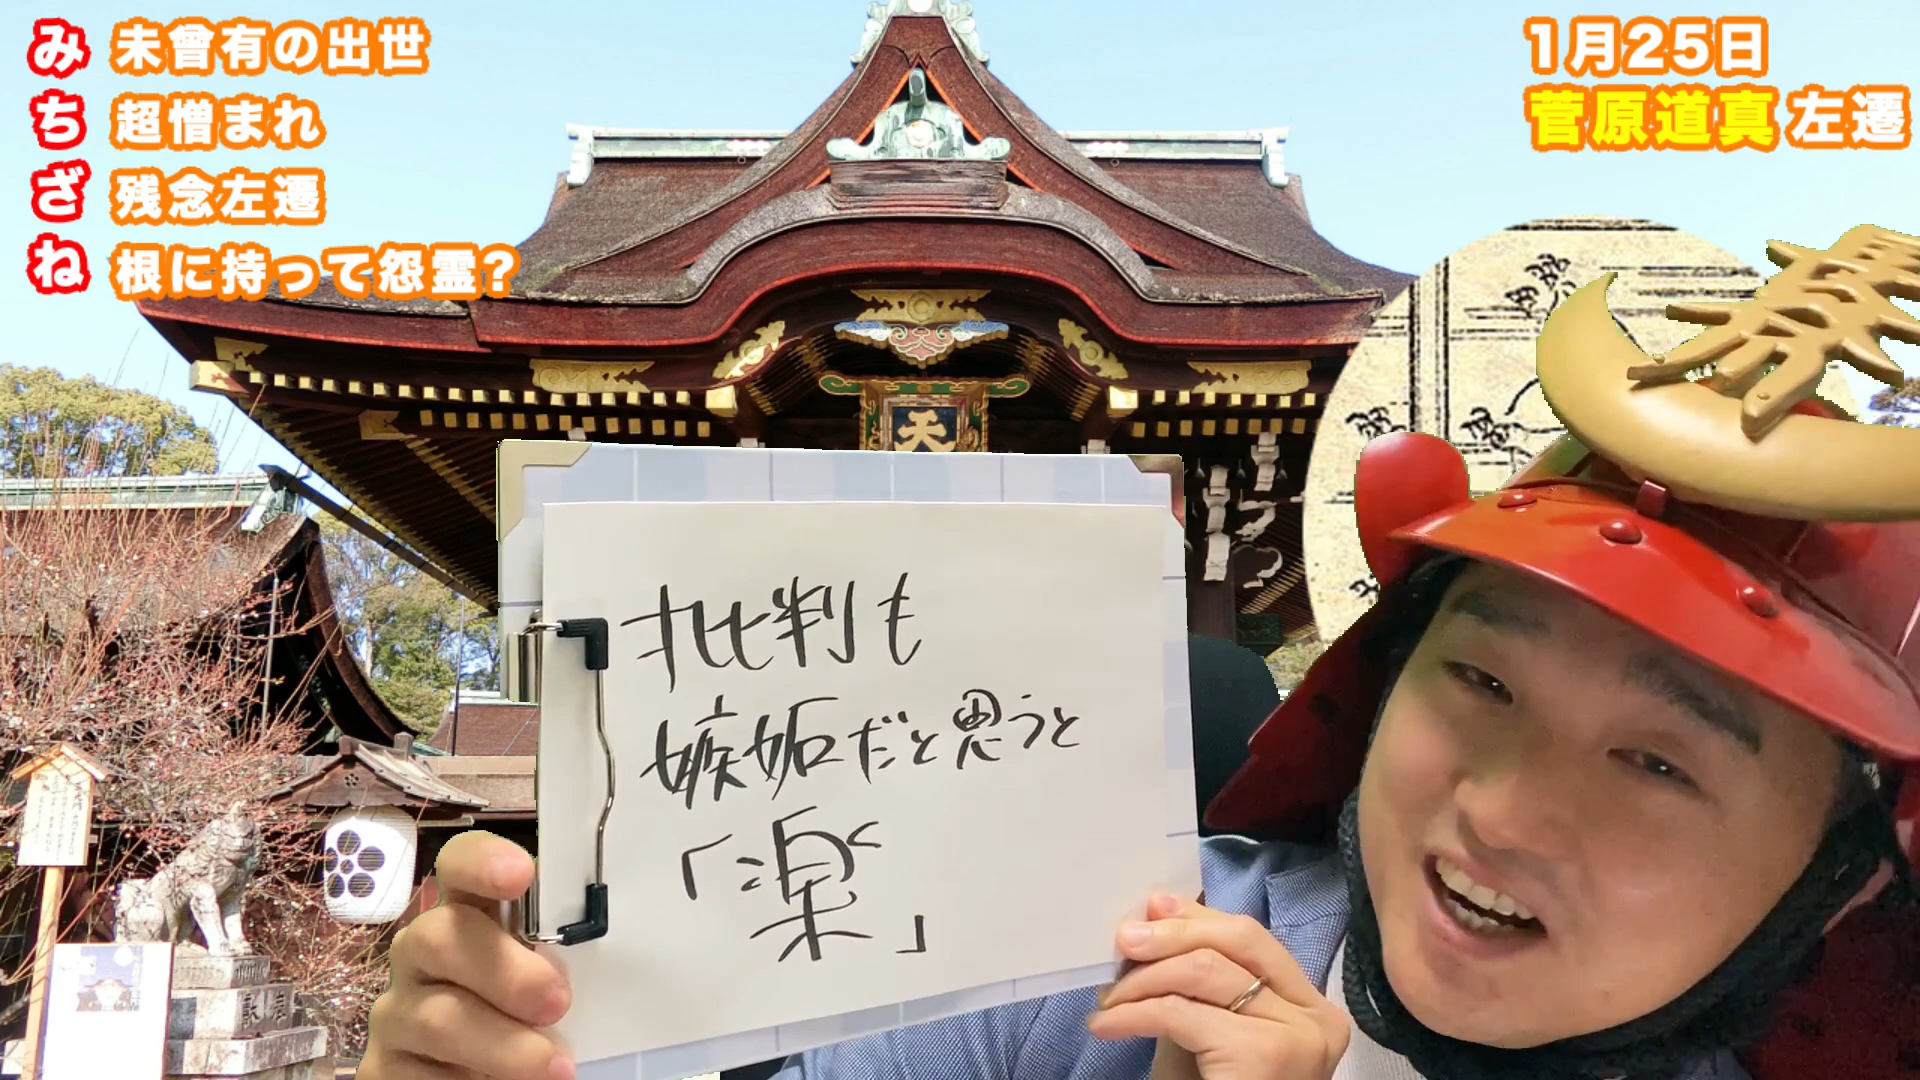 み 未曾有の出世
ち 超憎まれ
ざ 残念左遷
ね 根に持って怨霊?
1月25日
菅原道真 左遷
天
批判も
嫉妬だと思うと
「楽」